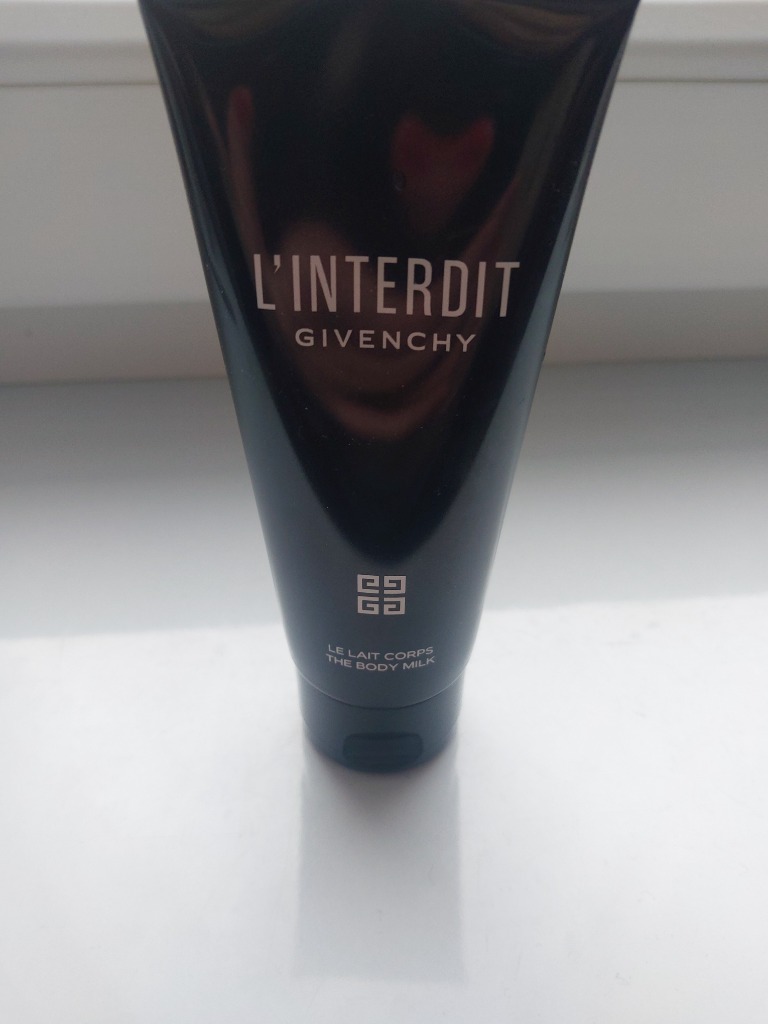 L'INTERDIT
GIVENCHY
LE LAIT CORPS
THE BODY MILK